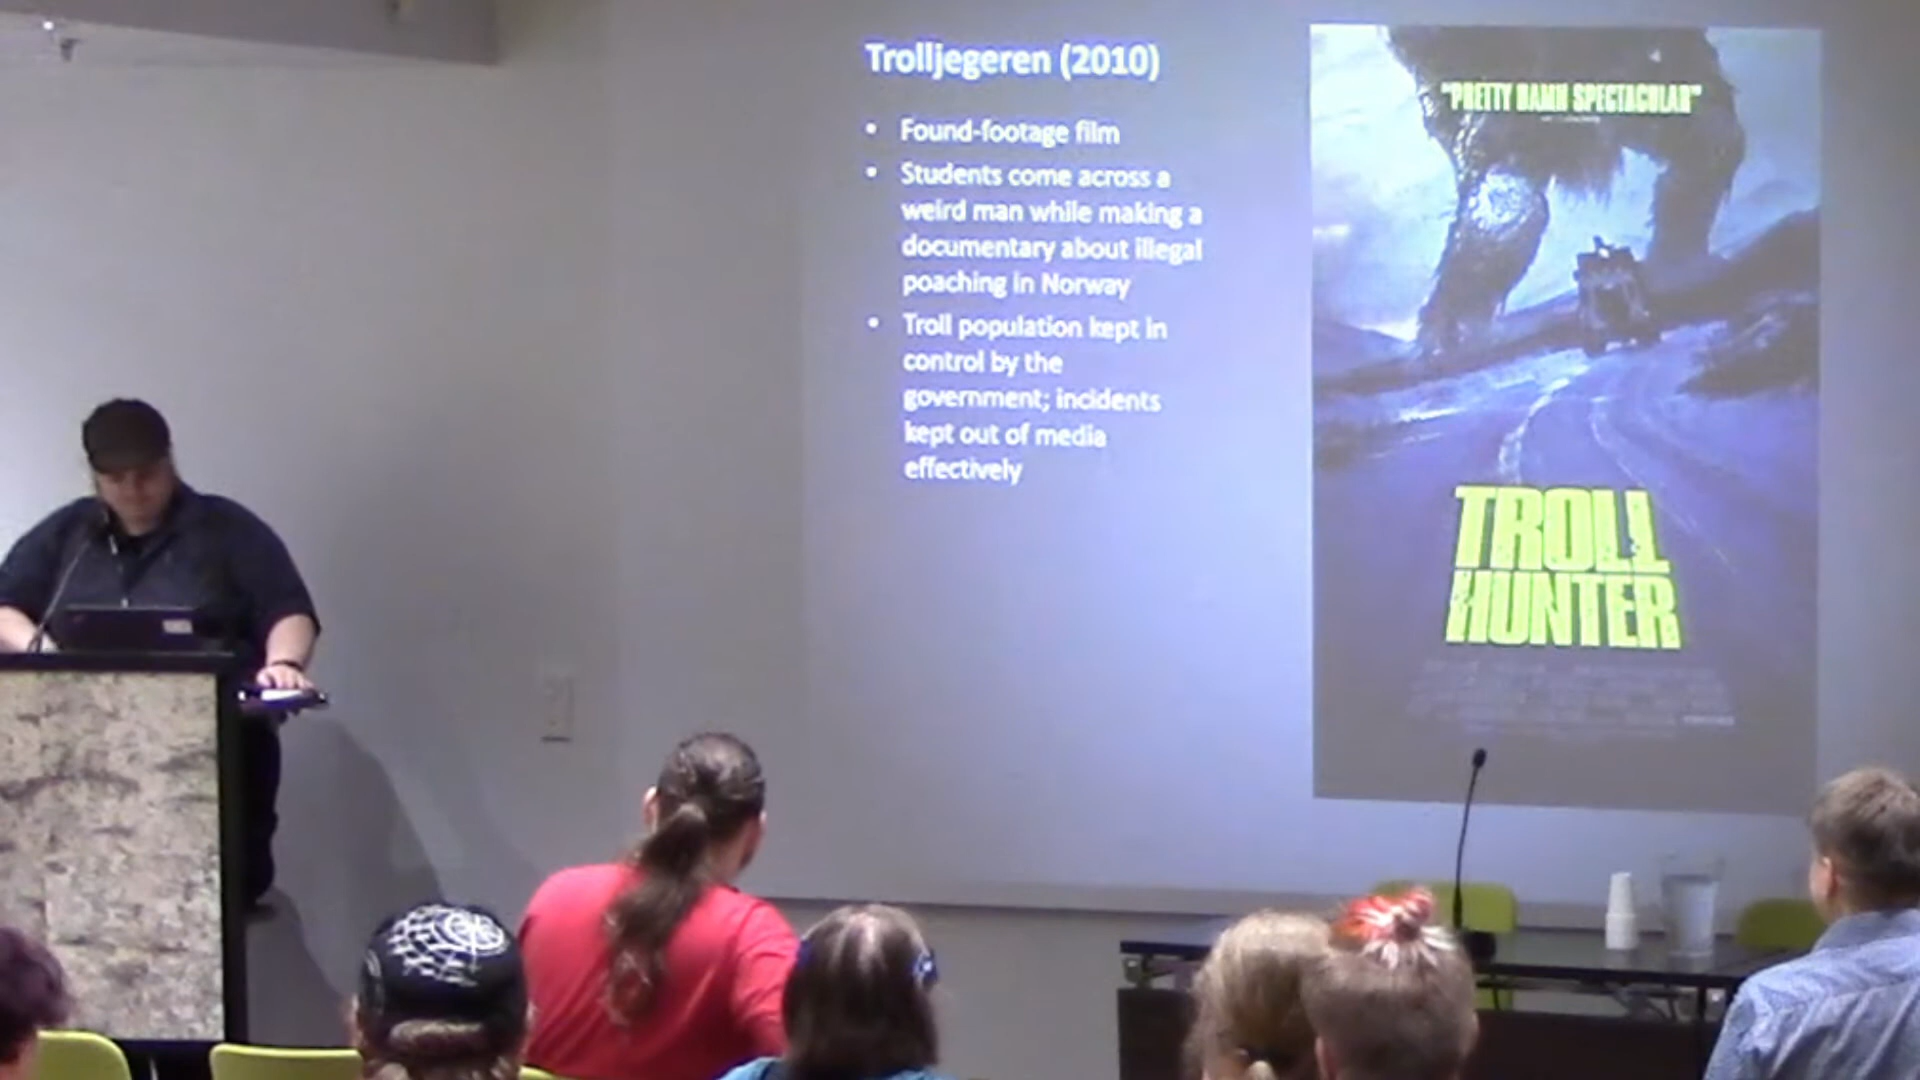 Trolljegeren (2010)
• Found-footage film
• Students come across a
weird man while making a
documentary about illegal
poaching in Norway
• Troll population kept in
control by the
government; incidents
kept out of media
effectively
"PRETTY DAMN SPECTACULAR"
TROLL
HUNTER